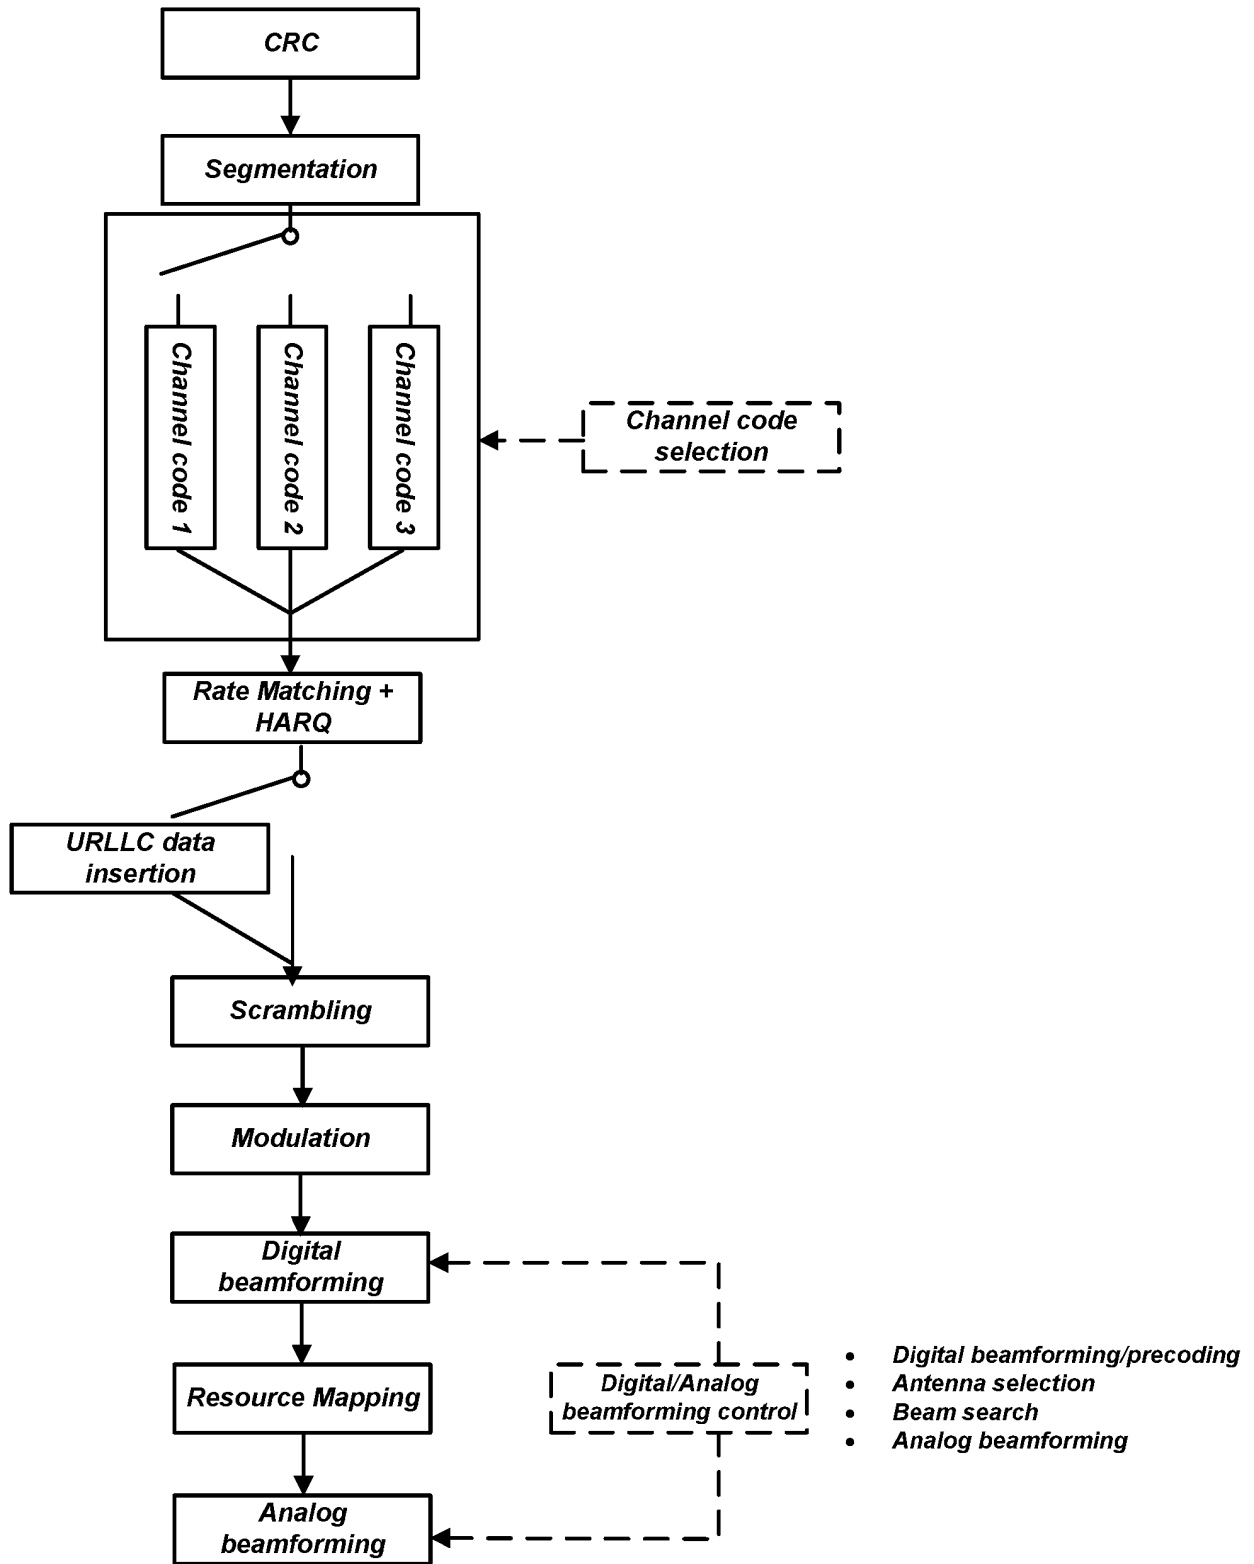 CRC
Segmentation
Channel code 1
Channel code 2
Channel code 3
Channel code
selection
Rate Matching +
HARQ
URLLC data
insertion
Scrambling
Modulation
Digital
beamforming
Resource Mapping
Digital/Analog
beamforming control
• Digital beamforming/precoding
• Antenna selection
• Beam search
• Analog beamforming
Analog
beamforming